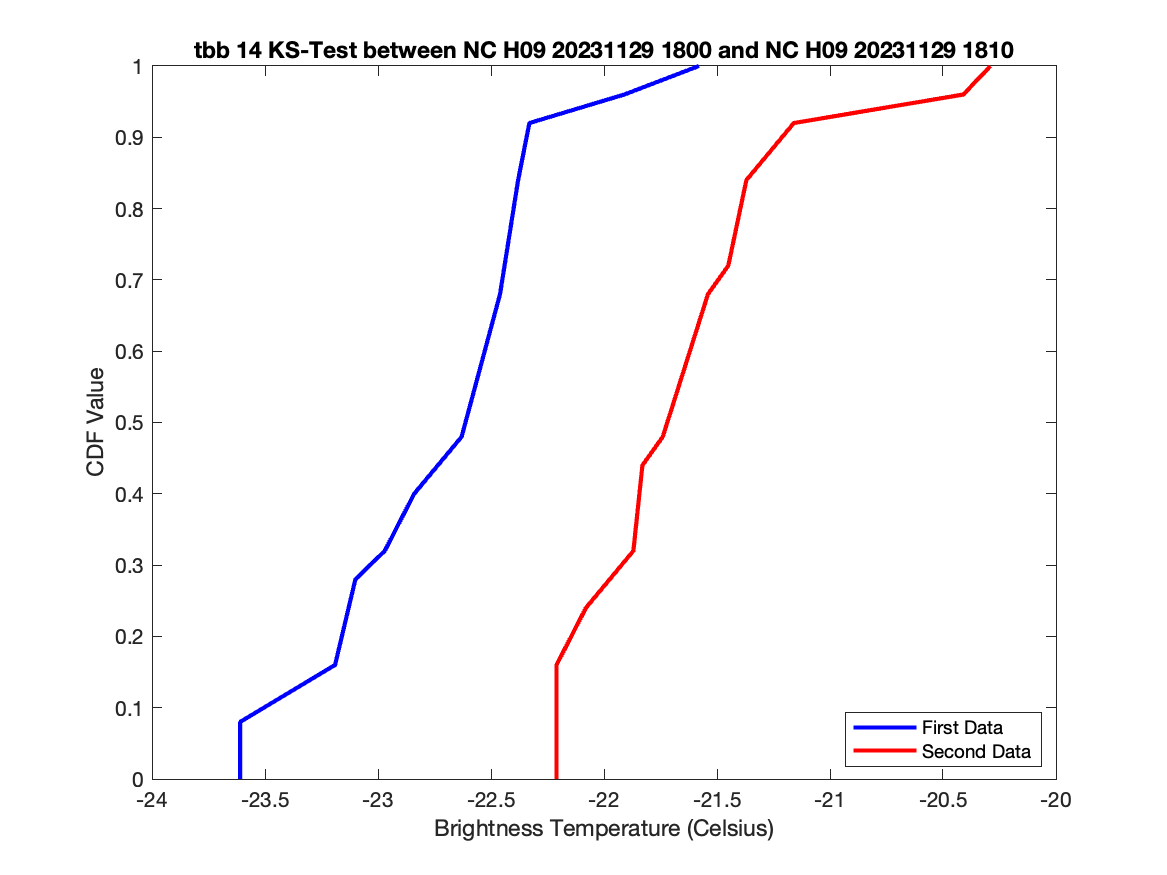 tbb 14 KS-Test between NC H09 20231129 1800 and NC H09 20231129 1810
1
0.9
0.8
0.7
0.6
0.5
0.4
0.3
0.2
0.1
0
CDF Value
First Data
Second Data
-24 -23.5 -23 -22.5 -22 -21.5 -21 -20.5 -20
Brightness Temperature (Celsius)